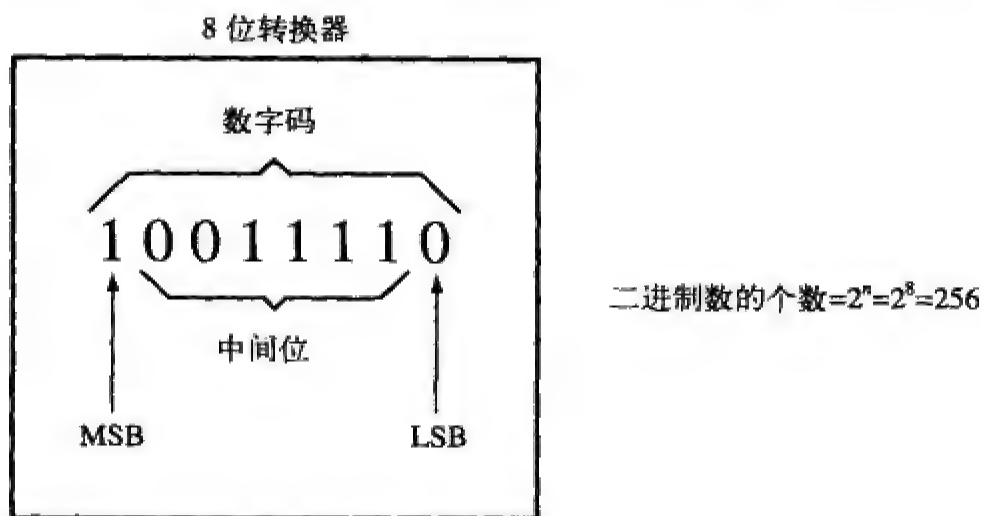 8 位转换器
数字码
1 0 0 1 1 1 1 0
二进制数的个数=2ⁿ=2⁸=256
中间位
MSB LSB